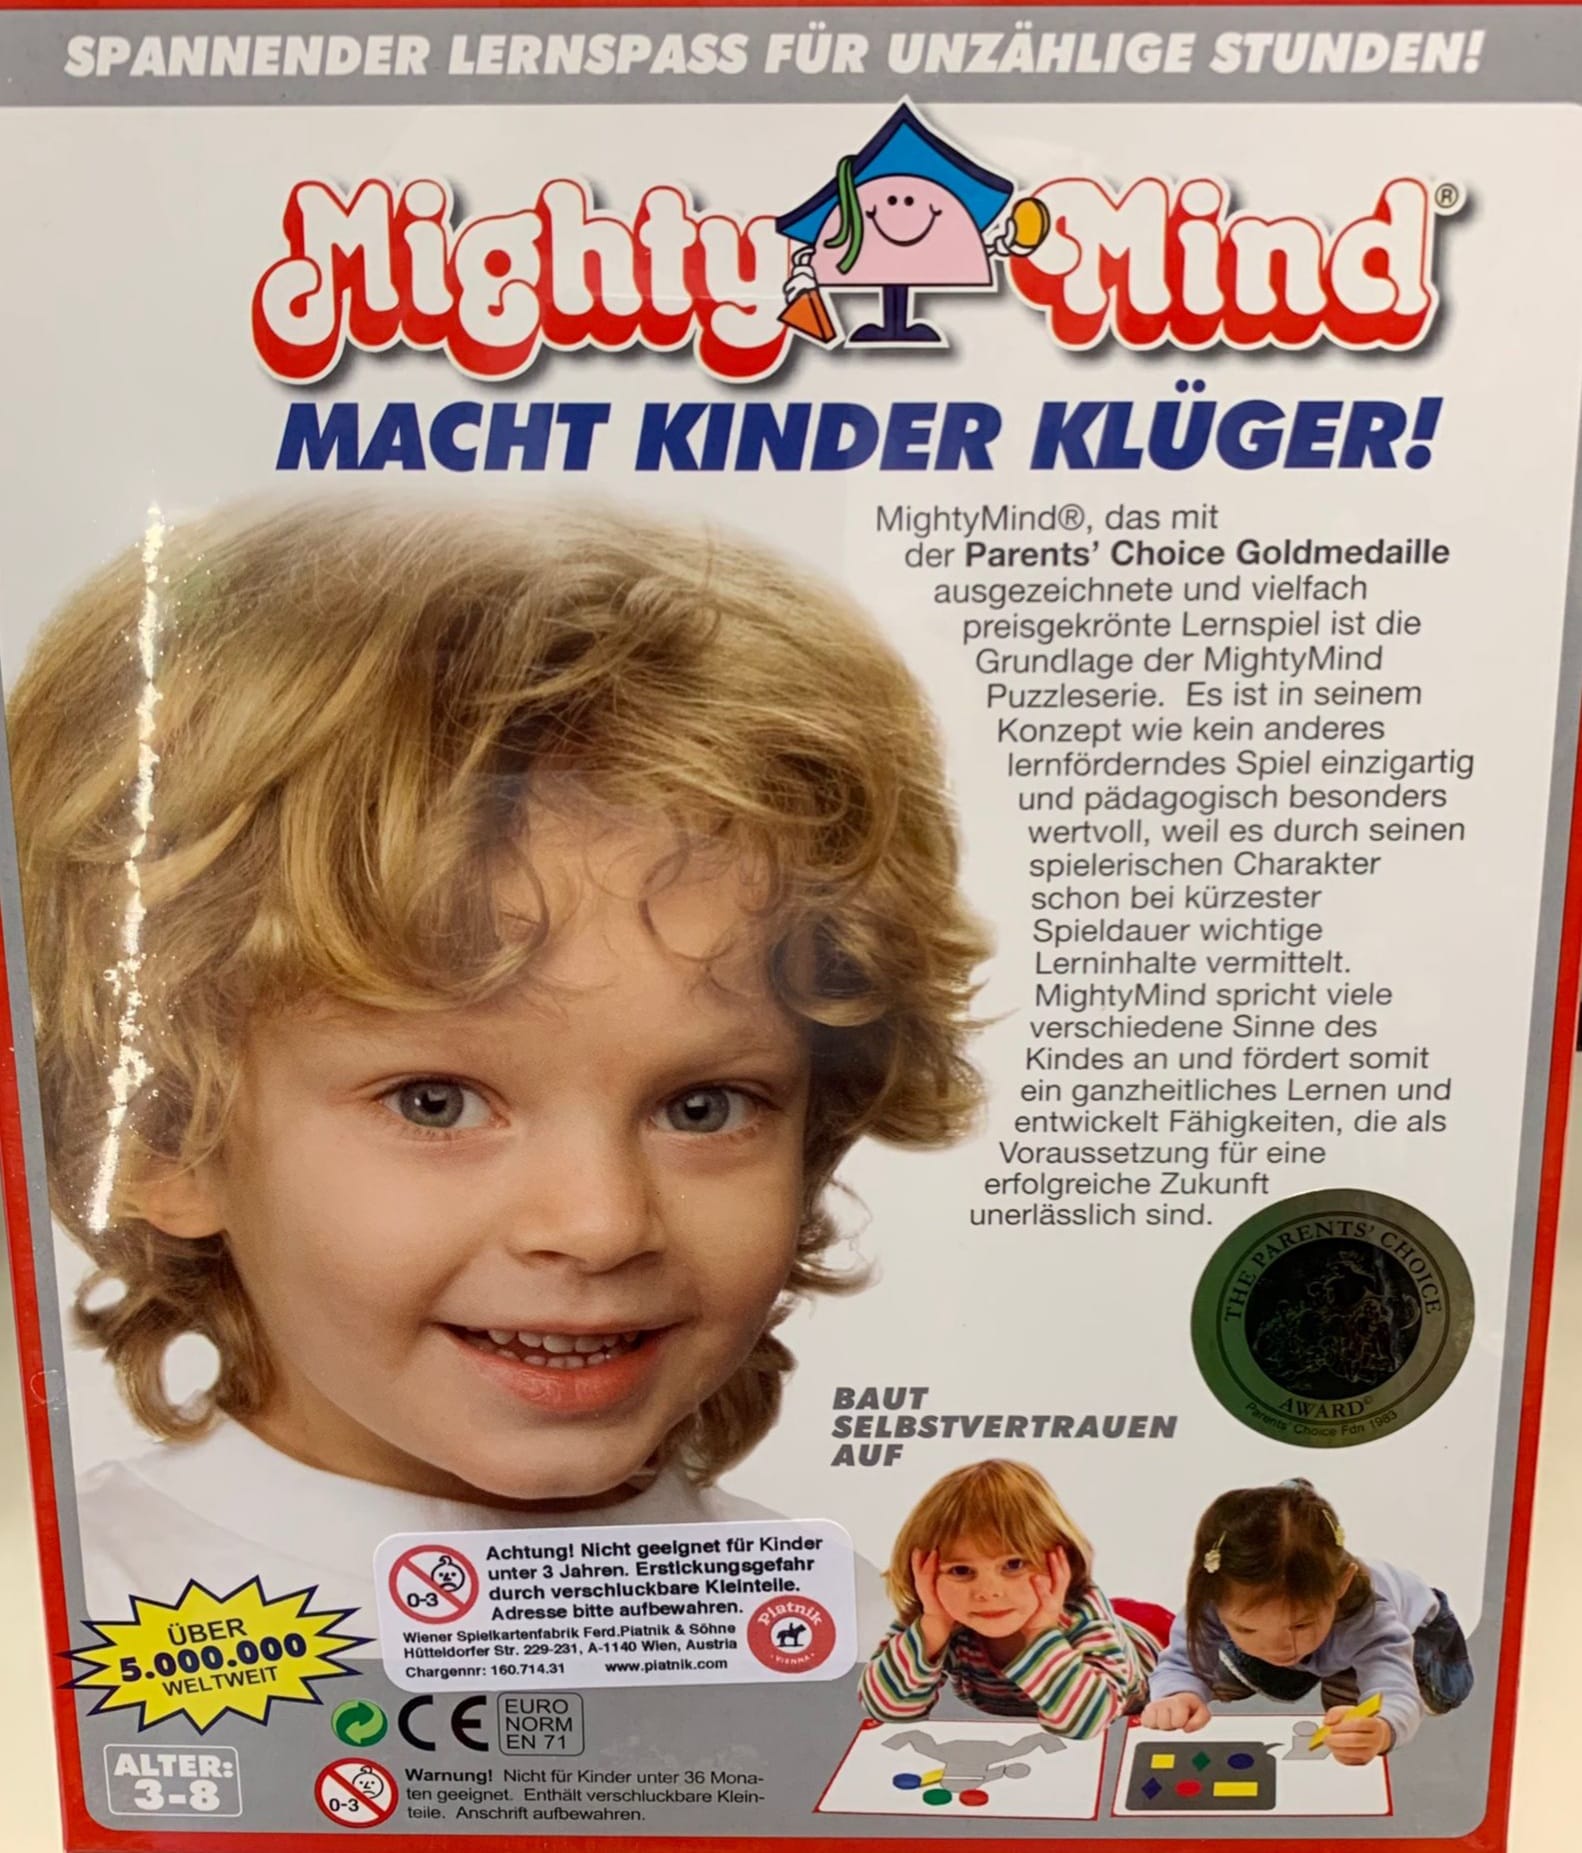 SPANNENDER LERNSPASS FÜR UNZÄHLIGE STUNDEN!
Mighty Mind®
MACHT KINDER KLÜGER!
MightyMind®, das mit
der Parents' Choice Goldmedaille
ausgezeichnete und vielfach
preisgekrönte Lernspiel ist die
Grundlage der MightyMind
Puzzleserie. Es ist in seinem
Konzept wie kein anderes
lernförderndes Spiel einzigartig
und pädagogisch besonders
wertvoll, weil es durch seinen
spielerischen Charakter
schon bei kürzester
Spieldauer wichtige
Lerninhalte vermittelt.
MightyMind spricht viele
verschiedene Sinne des
Kindes an und fördert somit
ein ganzheitliches Lernen und
entwickelt Fähigkeiten, die als
Voraussetzung für eine
erfolgreiche Zukunft
unerlässlich sind.
THE PARENTS' CHOICE
AWARD©
Parents' Choice Fdn 1983
BAUT
SELBSTVERTRAUEN
AUF
0-3
Achtung! Nicht geeignet für Kinder
unter 3 Jahren. Erstickungsgefahr
durch verschluckbare Kleinteile.
Adresse bitte aufbewahren.
Wiener Spielkartenfabrik Ferd.Piatnik & Söhne
Hütteldorfer Str. 229-231, A-1140 Wien, Austria
Chargennr: 160.714.31 www.piatnik.com
Piatnik
VIENNA
ÜBER
5.000.000
WELTWEIT
CE
EURO
NORM
EN 71
ALTER:
3-8
0-3
Warnung! Nicht für Kinder unter 36 Mona-
ten geeignet. Enthält verschluckbare Klein-
teile. Anschrift aufbewahren.